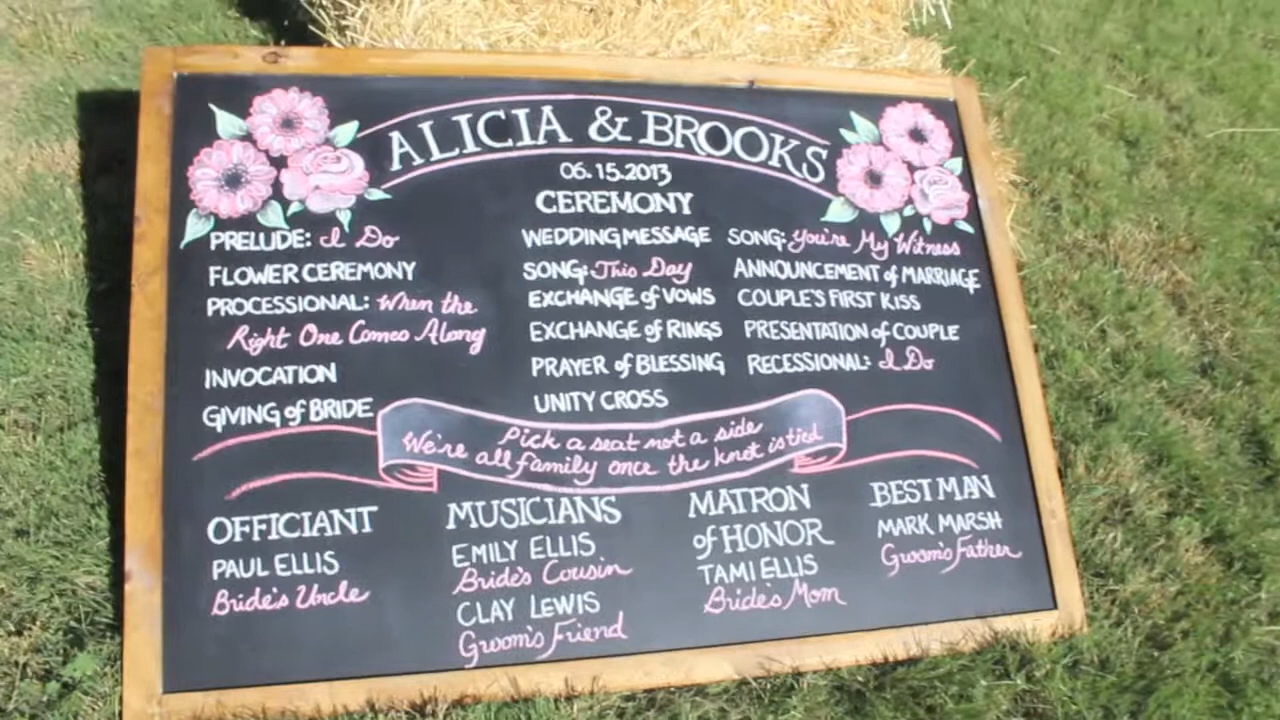 ALICIA & BROOKS
06.15.2013
CEREMONY
PRELUDE: I Do
FLOWER CEREMONY
PROCESSIONAL: When the
Right One Comes Along
INVOCATION
GIVING of BRIDE
WEDDING MESSAGE
SONG: This Day
EXCHANGE of VOWS
EXCHANGE of RINGS
PRAYER of BLESSING
UNITY CROSS
SONG: You're My Witness
ANNOUNCEMENT of MARRIAGE
COUPLE'S FIRST KISS
PRESENTATION of COUPLE
RECESSIONAL: I Do
Pick a seat not a side
We're all family once the knot is tied
OFFICIANT
PAUL ELLIS
Bride's Uncle
MUSICIANS
EMILY ELLIS
Bride's Cousin
CLAY LEWIS
Groom's Friend
MATRON
of HONOR
TAMI ELLIS
Bride's Mom
BEST MAN
MARK MARSH
Groom's Father